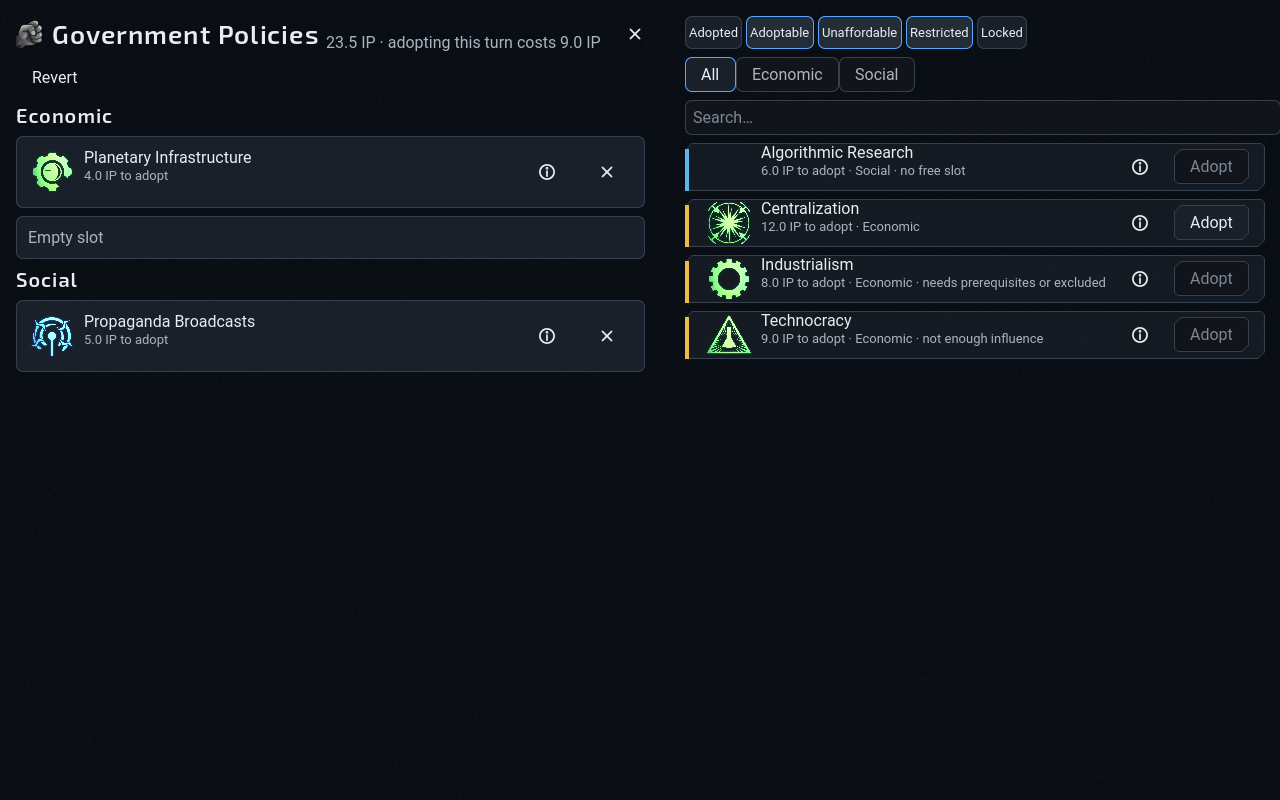 Government Policies 23.5 IP · adopting this turn costs 9.0 IP
Revert
Economic
Planetary Infrastructure
4.0 IP to adopt
Empty slot
Social
Propaganda Broadcasts
5.0 IP to adopt
Adopted Adoptable Unaffordable Restricted Locked
All Economic Social
Search…
Algorithmic Research
6.0 IP to adopt · Social · no free slot
Adopt
Centralization
12.0 IP to adopt · Economic
Adopt
Industrialism
8.0 IP to adopt · Economic · needs prerequisites or excluded
Adopt
Technocracy
9.0 IP to adopt · Economic · not enough influence
Adopt